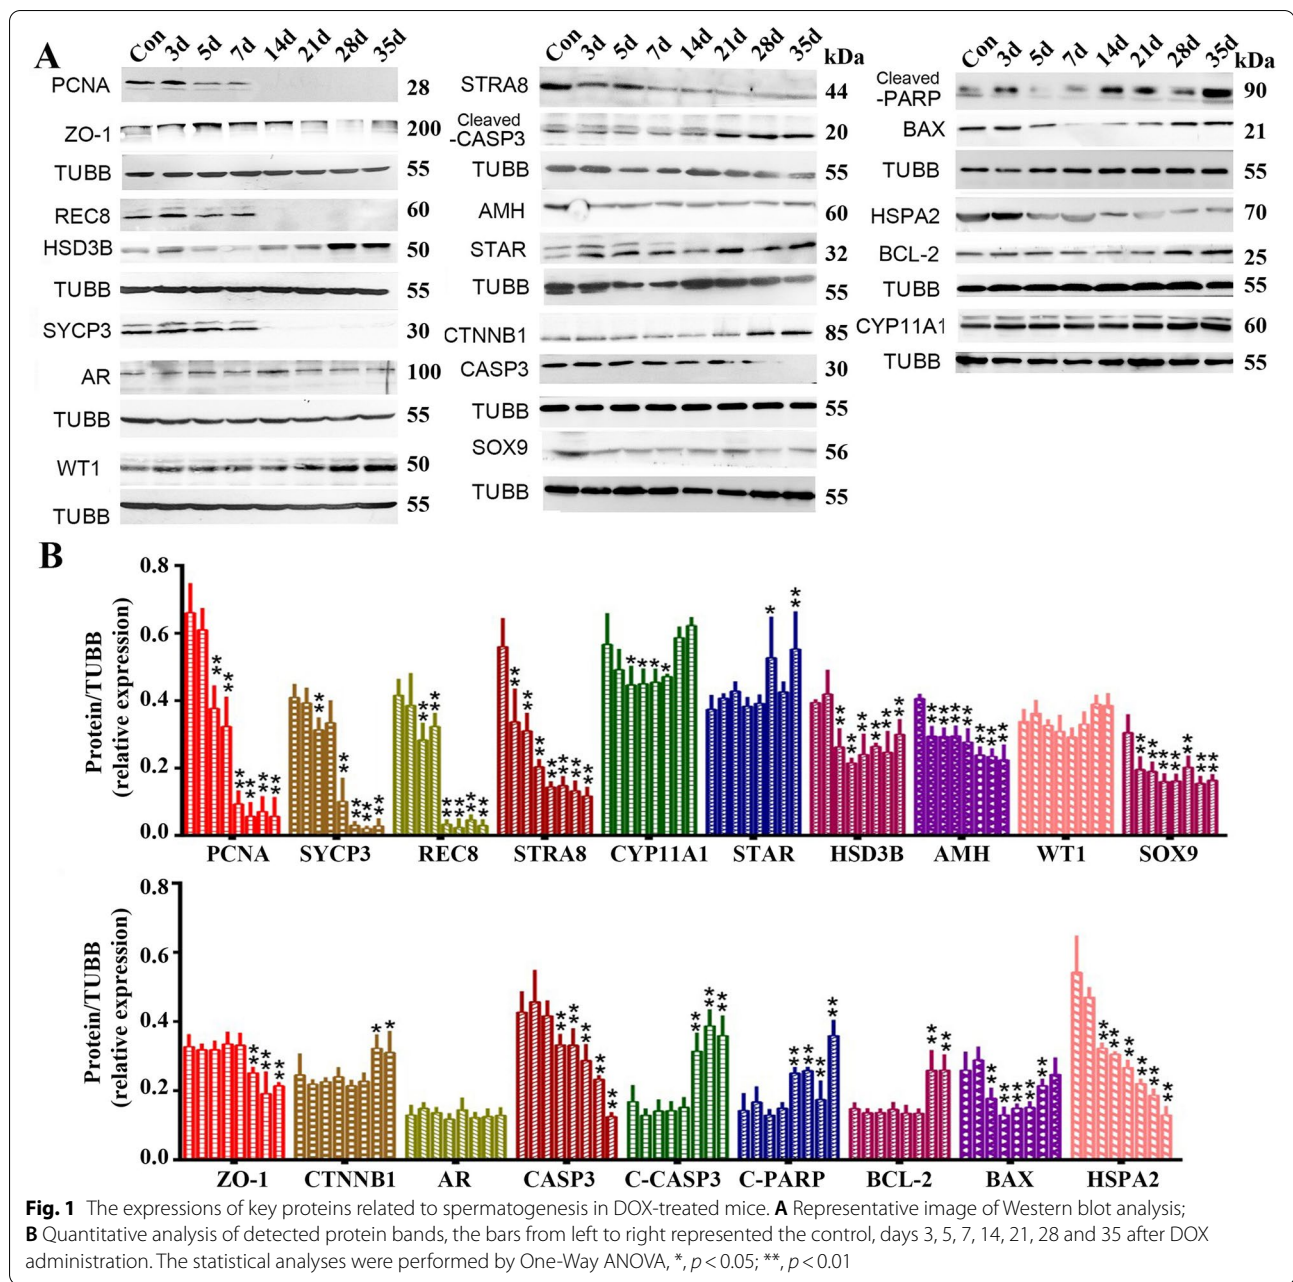 A
Con 3d 5d 7d 14d 21d 28d 35d
PCNA 28
ZO-1 200
TUBB 55
REC8 60
HSD3B 50
TUBB 55
SYCP3 30
AR 100
TUBB 55
WT1 50
TUBB 55
Con 3d 5d 7d 14d 21d 28d 35d kDa
STRA8 44
Cleaved
-CASP3 20
TUBB 55
AMH 60
STAR 32
TUBB 55
CTNNB1 85
CASP3 30
TUBB 55
SOX9 56
TUBB 55
Con 3d 5d 7d 14d 21d 28d 35d kDa
Cleaved
-PARP 90
BAX 21
TUBB 55
HSPA2 70
BCL-2 25
TUBB 55
CYP11A1 60
TUBB 55
B
Protein/TUBB
(relative expression)
0.8
0.6
0.4
0.2
0.0
PCNA SYCP3 REC8 STRA8 CYP11A1 STAR HSD3B AMH WT1 SOX9
Protein/TUBB
(relative expression)
0.8
0.6
0.4
0.2
0.0
ZO-1 CTNNB1 AR CASP3 C-CASP3 C-PARP BCL-2 BAX HSPA2
Fig. 1 The expressions of key proteins related to spermatogenesis in DOX-treated mice. A Representative image of Western blot analysis;
B Quantitative analysis of detected protein bands, the bars from left to right represented the control, days 3, 5, 7, 14, 21, 28 and 35 after DOX
administration. The statistical analyses were performed by One-Way ANOVA, *, p < 0.05; **, p < 0.01